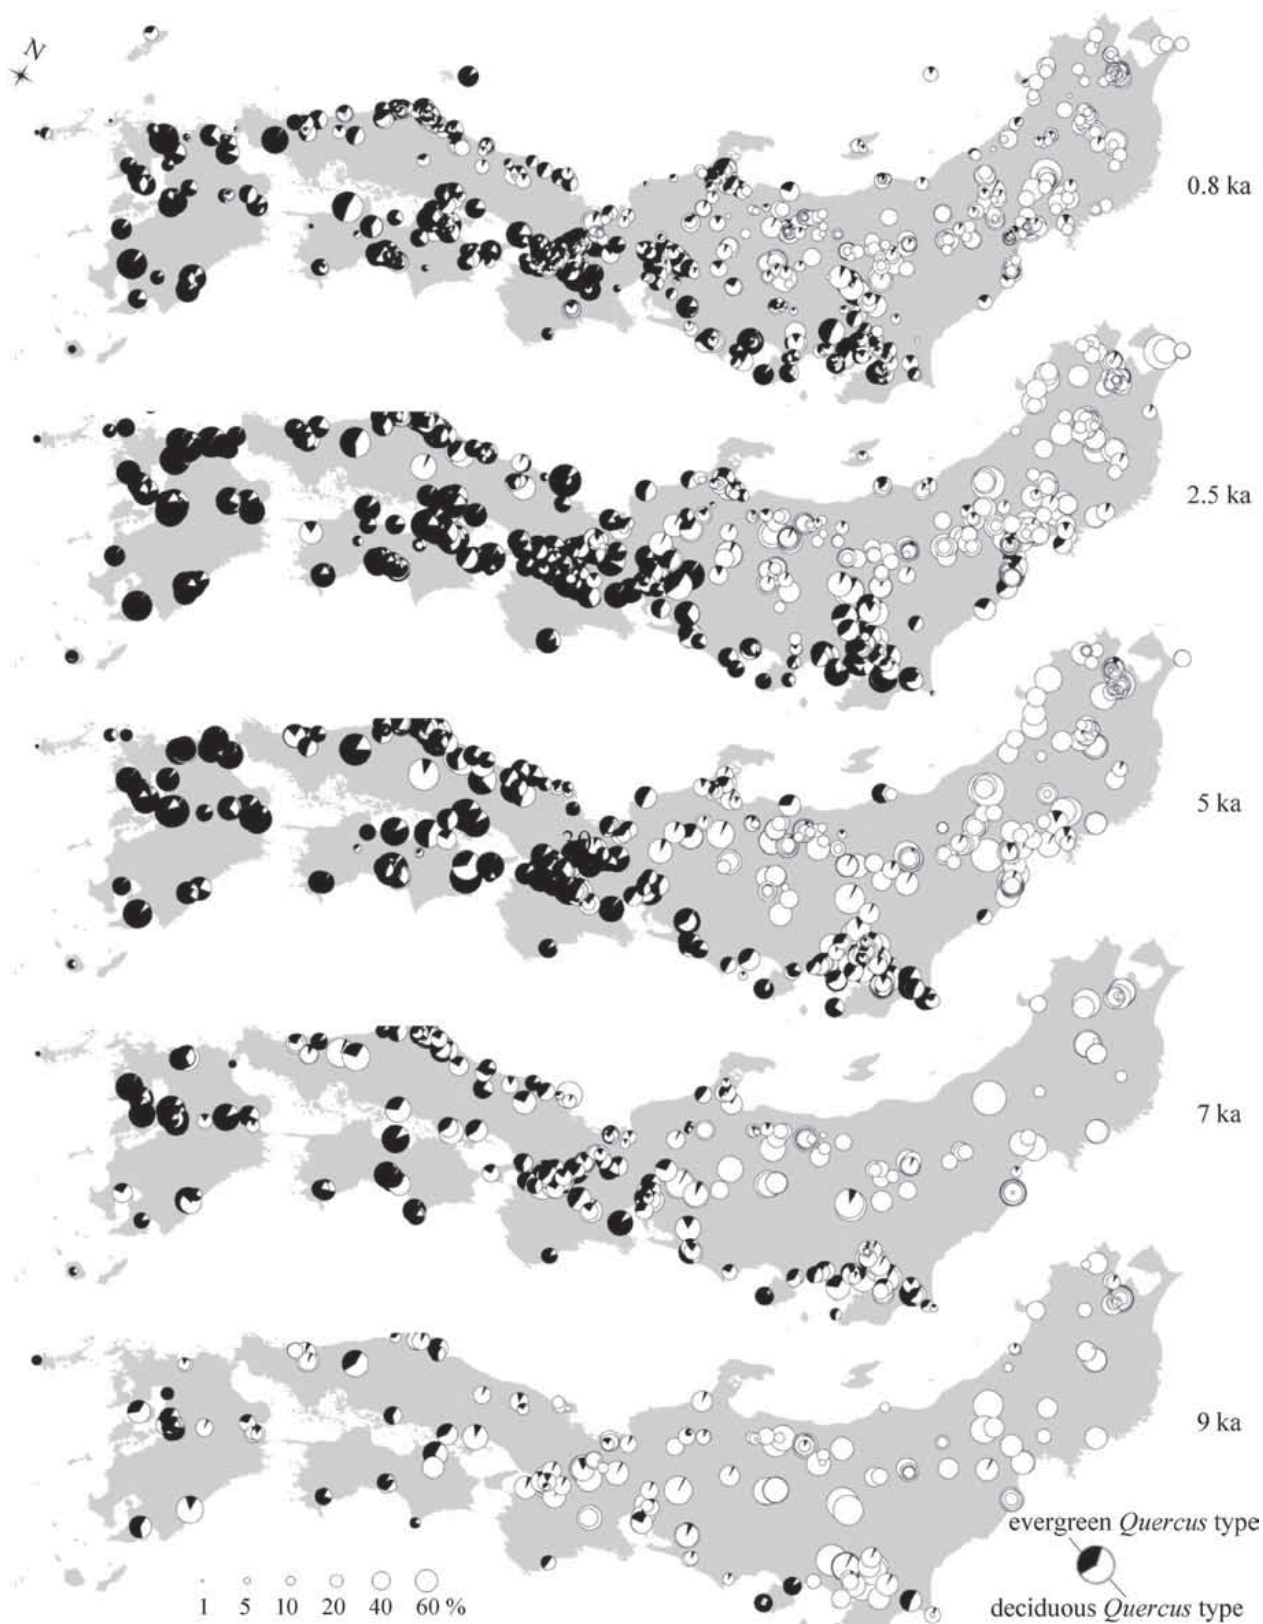 N
0.8 ka
2.5 ka
5 ka
7 ka
9 ka
evergreen Quercus type
deciduous Quercus type
1 5 10 20 40 60 %